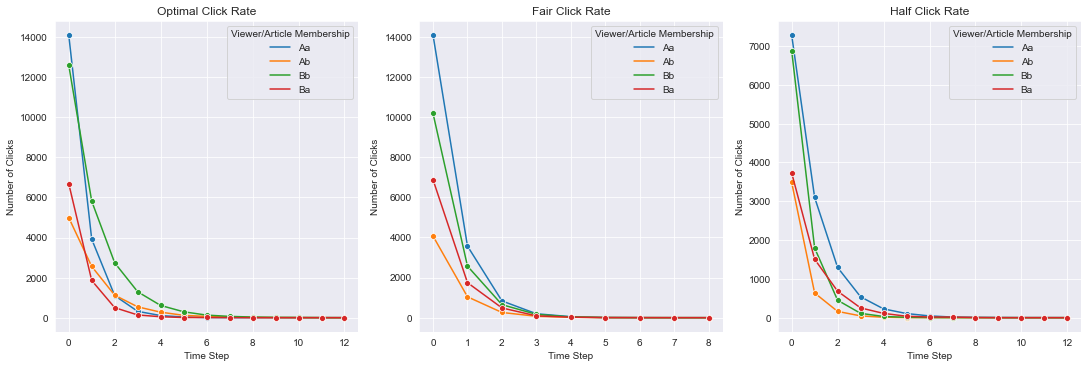 Optimal Click Rate
Number of Clicks
14000
12000
10000
8000
6000
4000
2000
0
Viewer/Article Membership
Aa
Ab
Bb
Ba
0 2 4 6 8 10 12
Time Step
Fair Click Rate
Number of Clicks
14000
12000
10000
8000
6000
4000
2000
0
Viewer/Article Membership
Aa
Ab
Bb
Ba
0 1 2 3 4 5 6 7 8
Time Step
Half Click Rate
Number of Clicks
7000
6000
5000
4000
3000
2000
1000
0
Viewer/Article Membership
Aa
Ab
Bb
Ba
0 2 4 6 8 10 12
Time Step